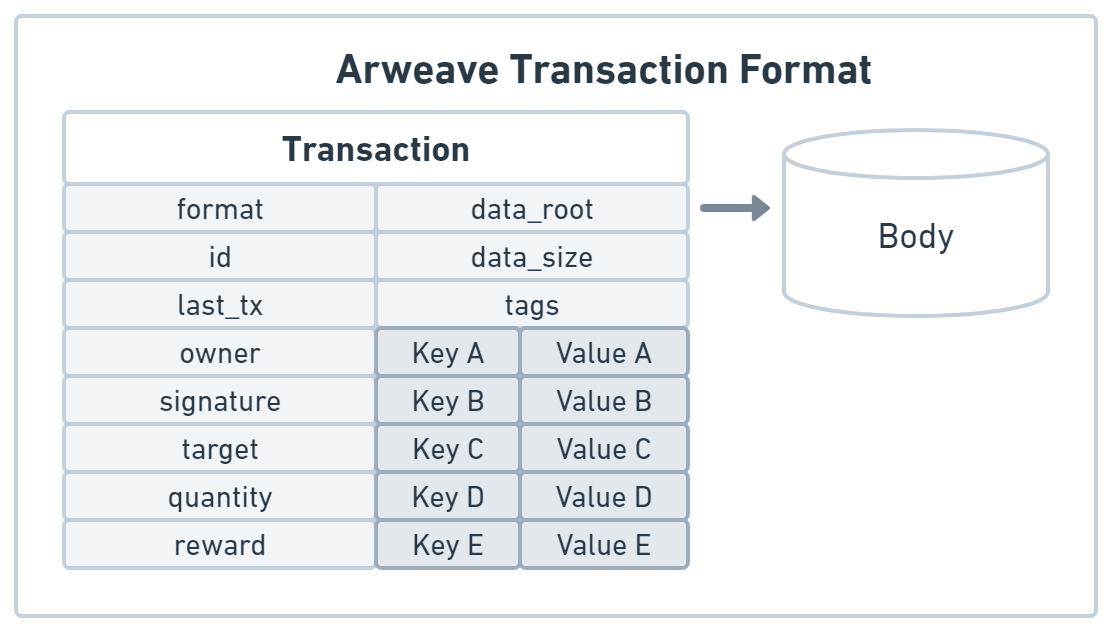 Arweave Transaction Format
Transaction
format data_root
id data_size
last_tx tags
owner Key A Value A
signature Key B Value B
target Key C Value C
quantity Key D Value D
reward Key E Value E
Body